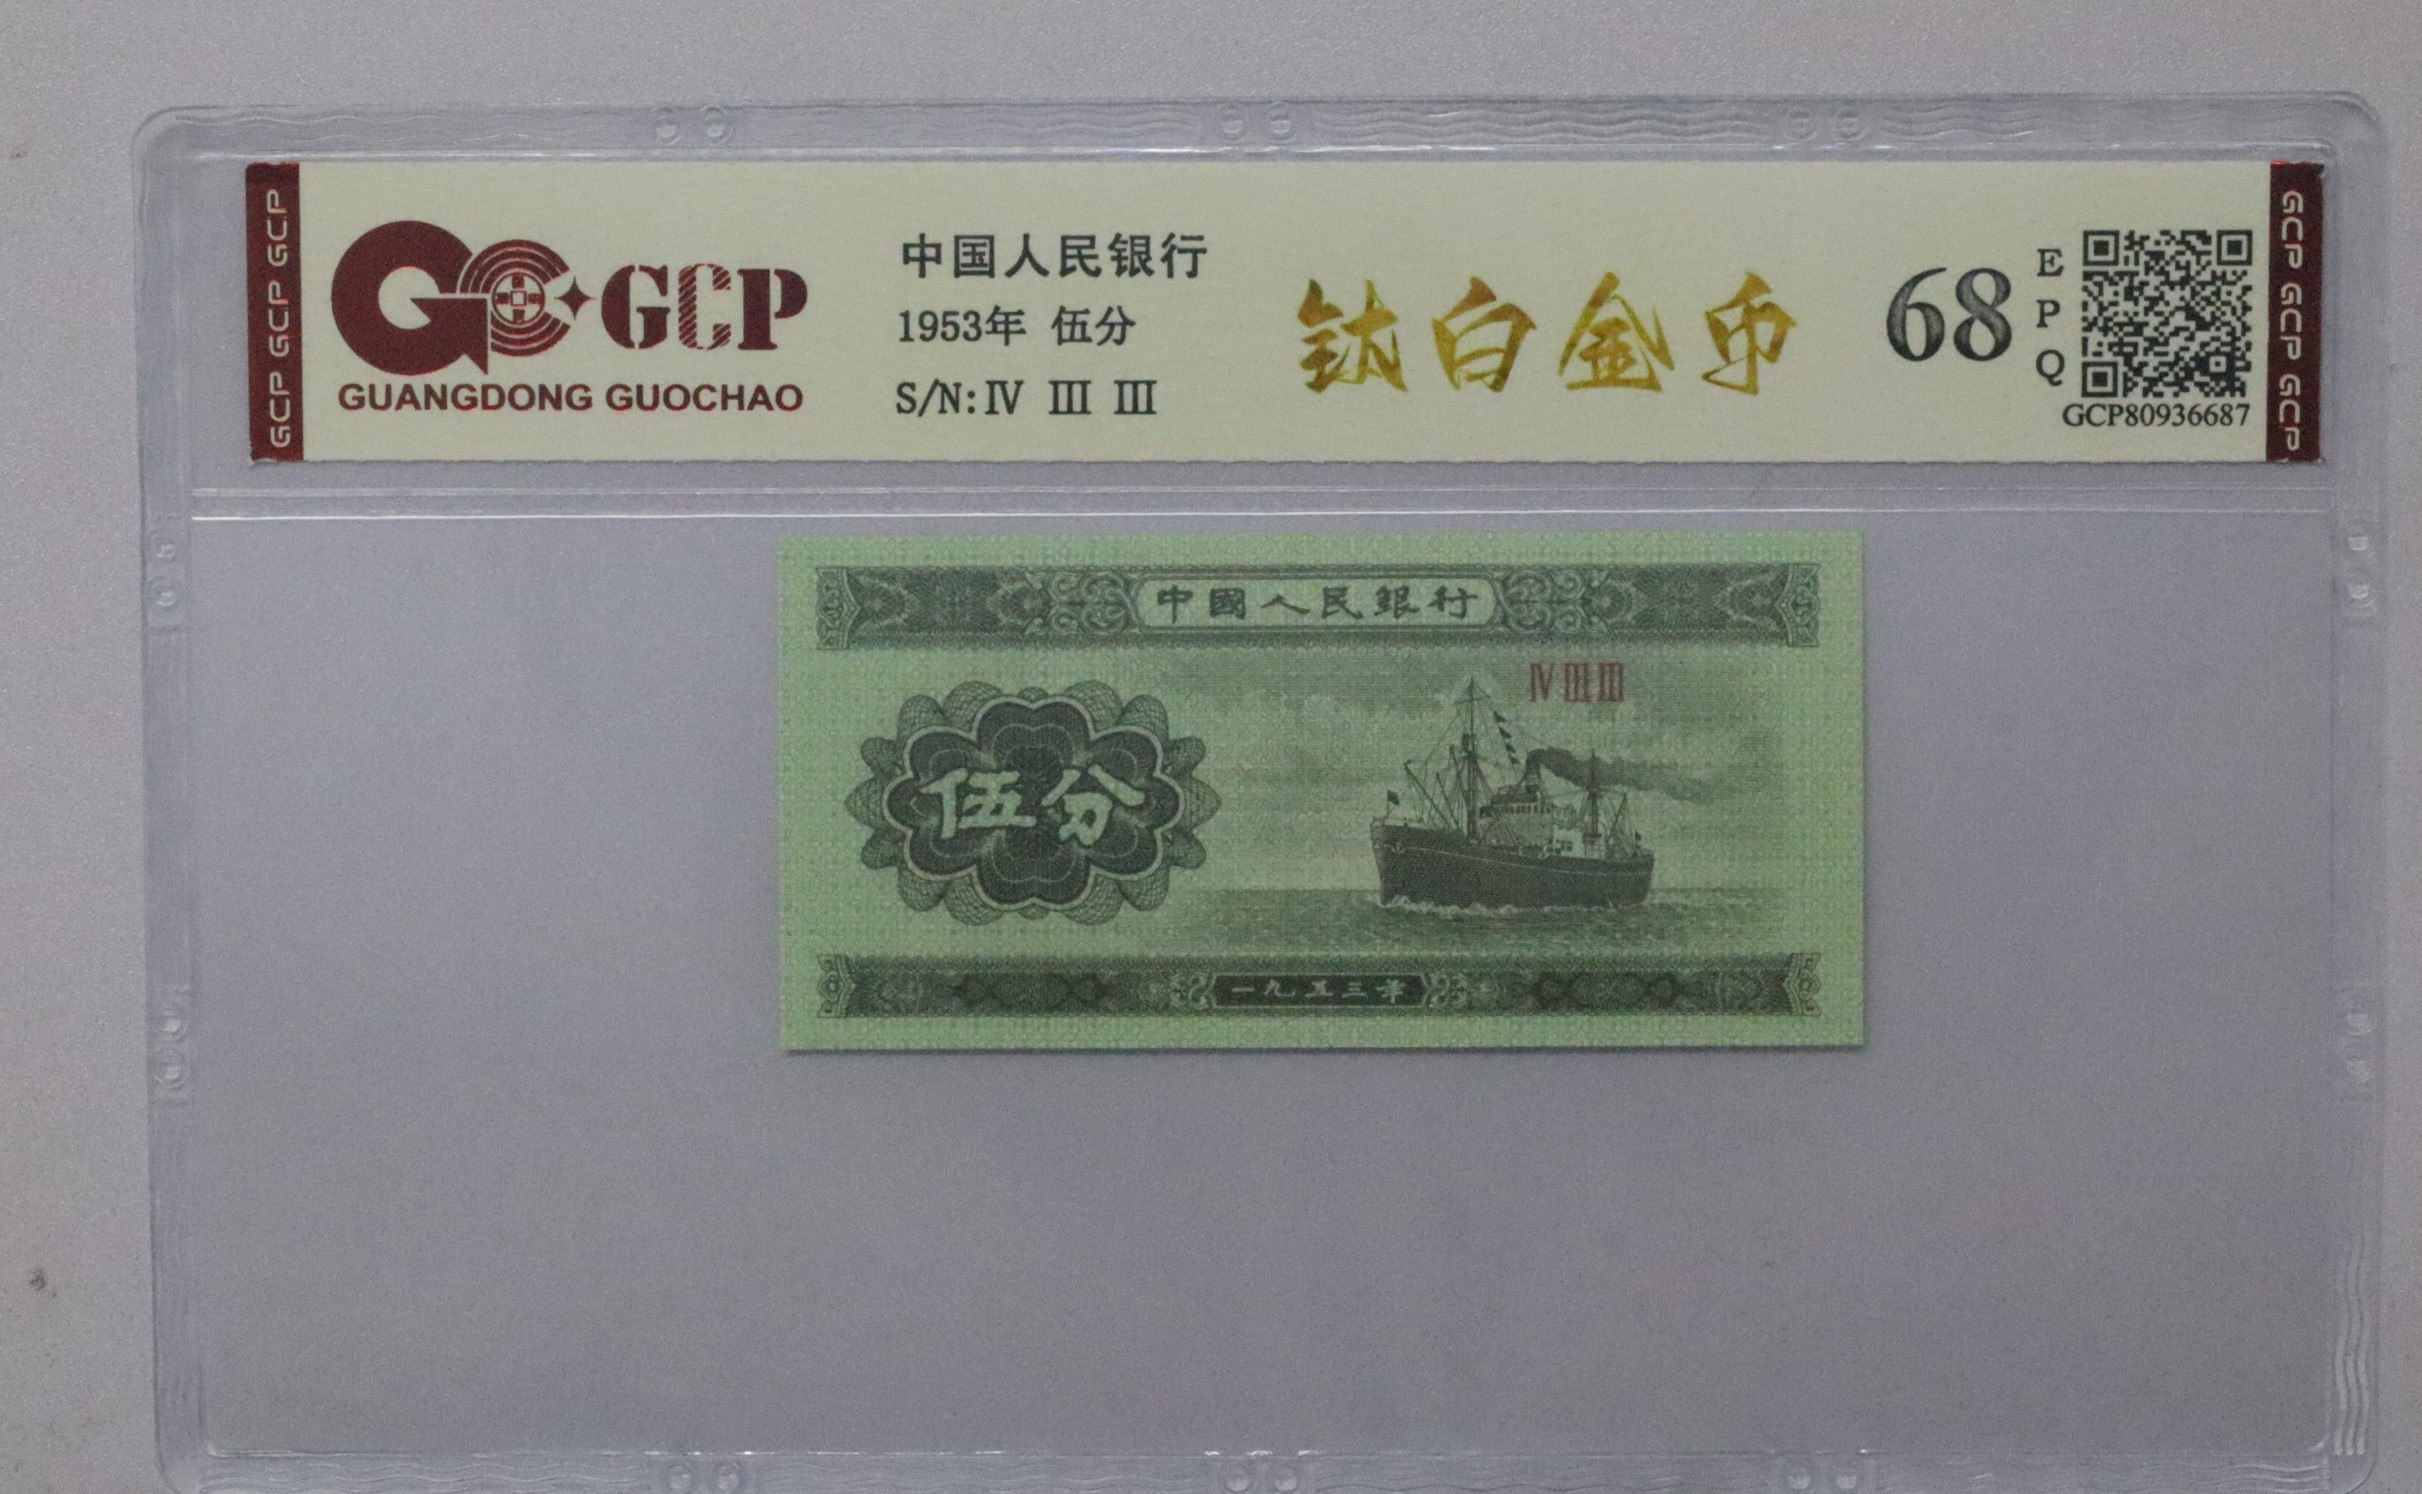 GCP GCP GCP
GCP
GUANGDONG GUOCHAO
中国人民银行
1953年 伍分
S/N: Ⅳ Ⅲ Ⅲ
钛白金币
68
E
P
Q
GCP80936687
GCP GCP GCP
中國人民銀行
Ⅳ Ⅲ Ⅲ
伍分
一九五三年